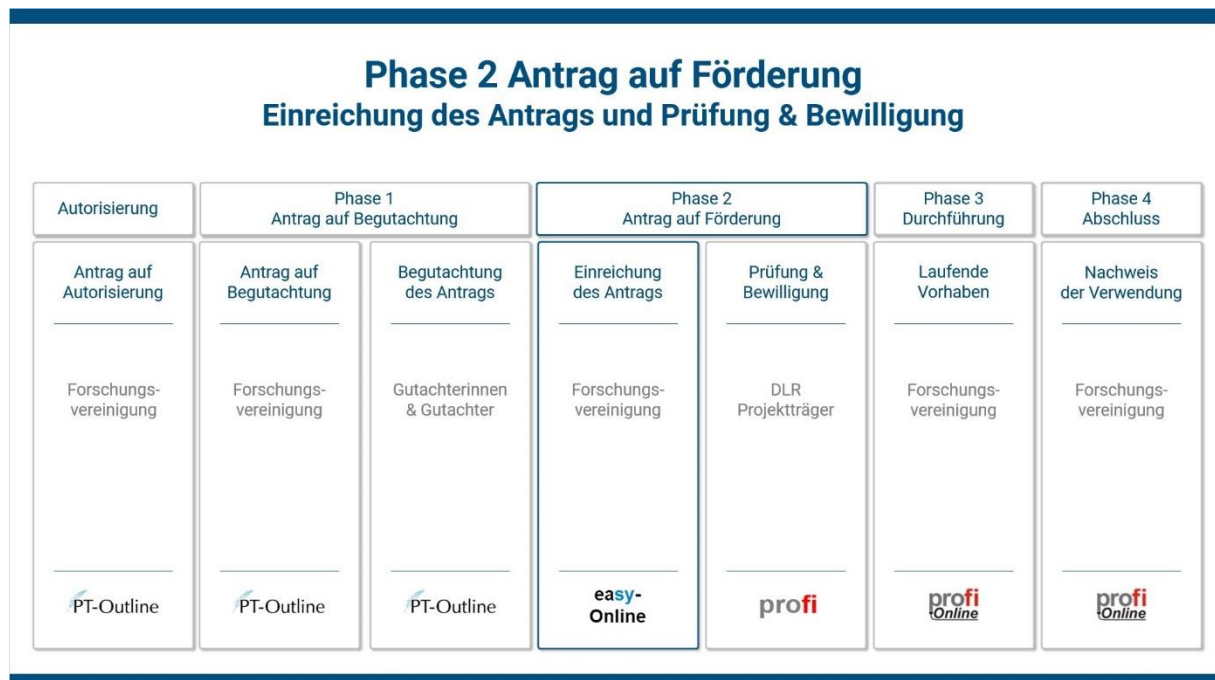 Phase 2 Antrag auf Förderung
Einreichung des Antrags und Prüfung & Bewilligung
Autorisierung
Phase 1
Antrag auf Begutachtung
Phase 2
Antrag auf Förderung
Phase 3
Durchführung
Phase 4
Abschluss
Antrag auf
Autorisierung
Forschungs-
vereinigung
PT-Outline
Antrag auf
Begutachtung
Forschungs-
vereinigung
PT-Outline
Begutachtung
des Antrags
Gutachterinnen
& Gutachter
PT-Outline
Einreichung
des Antrags
Forschungs-
vereinigung
easy-
Online
Prüfung &
Bewilligung
DLR
Projektträger
profi
Laufende
Vorhaben
Forschungs-
vereinigung
profi
Online
Nachweis
der Verwendung
Forschungs-
vereinigung
profi
Online